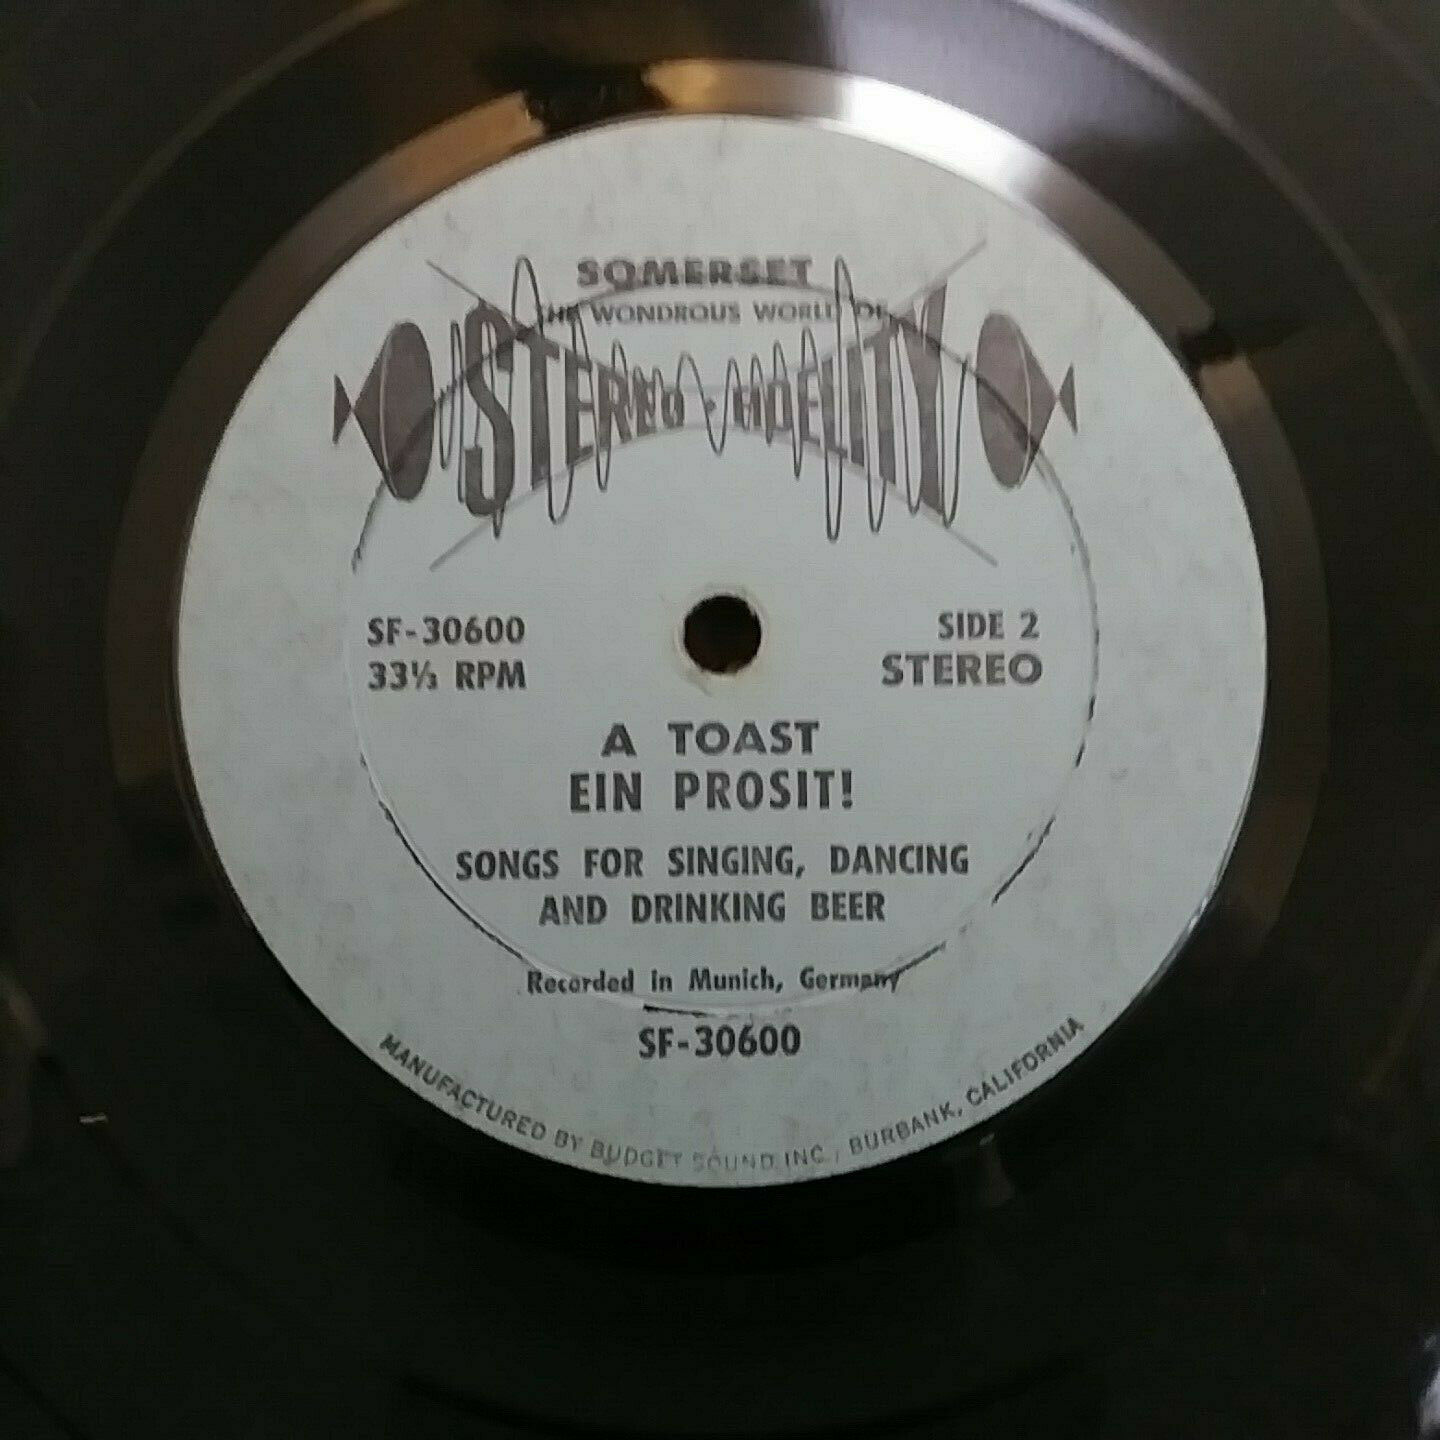 SOMERSET
THE WONDROUS WORLD OF
STEREO-FIDELITY
SF-30600
33⅓ RPM
SIDE 2
STEREO
A TOAST
EIN PROSIT!
SONGS FOR SINGING, DANCING
AND DRINKING BEER
Recorded in Munich, Germany
SF-30600
MANUFACTURED BY BUDGET SOUND INC., BURBANK, CALIFORNIA